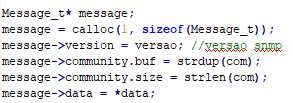 Message_t* message;
message = calloc(1, sizeof(Message_t));
message->version = versao; //versao snmp
message->community.buf = strdup(com);
message->community.size = strlen(com);
message->data = *data;